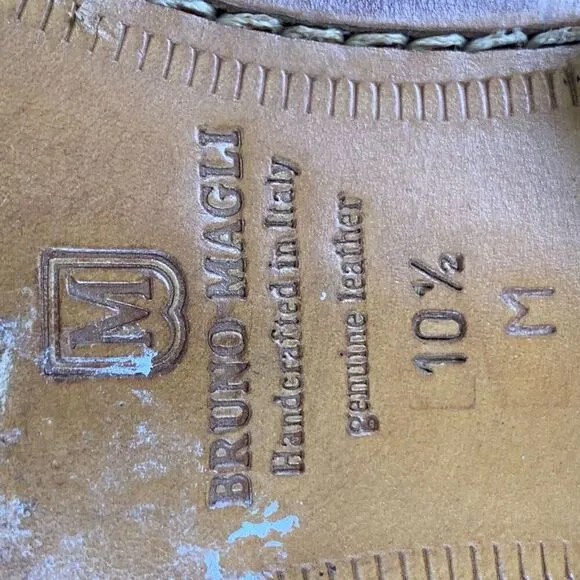 M
BRUNO MAGLI
Handcrafted in Italy
genuine leather
10½
M